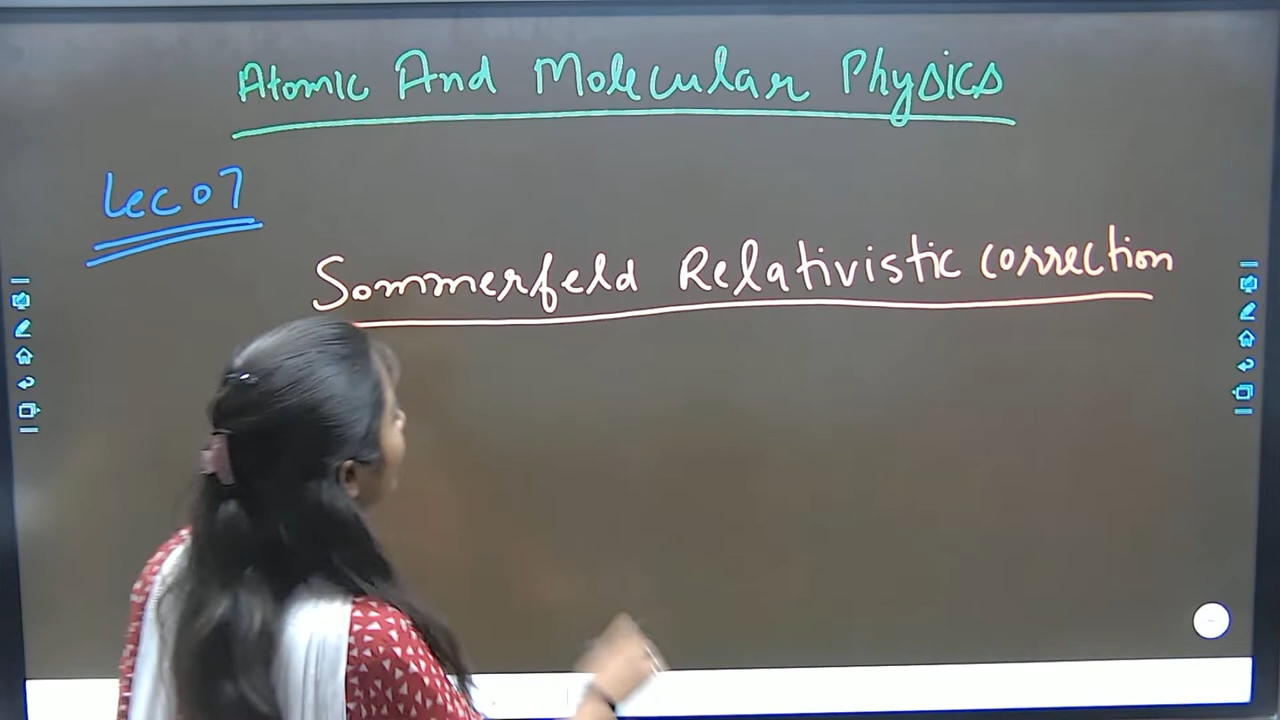 Atomic And Molecular Physics
Lec 07
Sommerfeld Relativistic correction